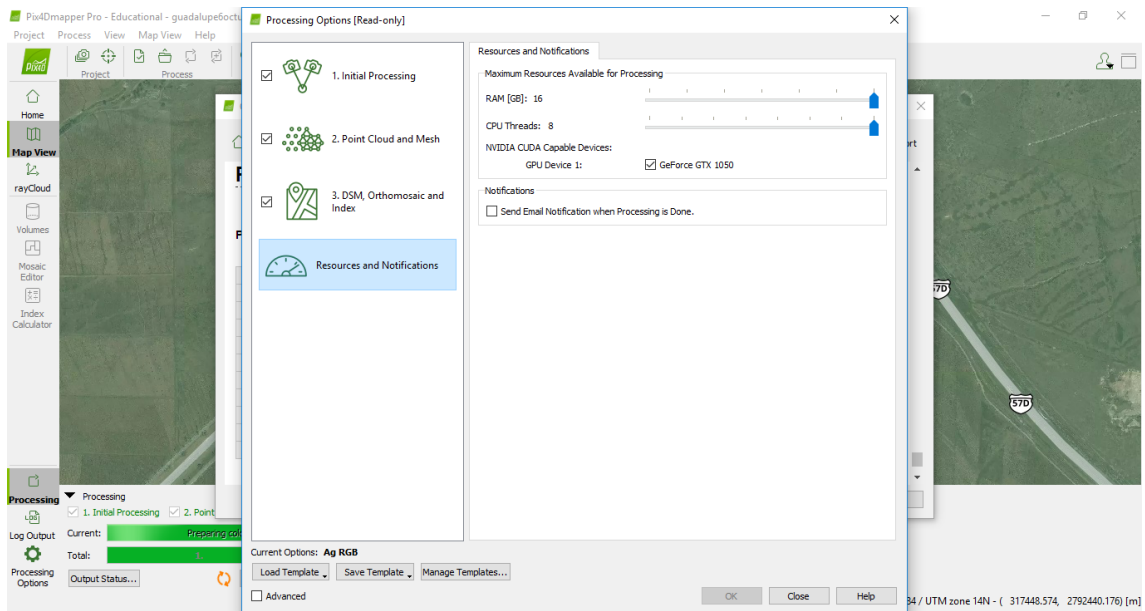 Pix4Dmapper Pro - Educational - guadalupe6octu
Project Process View Map View Help
PIX4D
Project
Process
Home
Map View
rayCloud
Volumes
Mosaic
Editor
Index
Calculator
Processing
Log Output
Processing
Options
Processing Options [Read-only]
1. Initial Processing
2. Point Cloud and Mesh
3. DSM, Orthomosaic and
Index
Resources and Notifications
Resources and Notifications
Maximum Resources Available for Processing
RAM [GB]: 16
CPU Threads: 8
NVIDIA CUDA Capable Devices:
GPU Device 1:
GeForce GTX 1050
Notifications
Send Email Notification when Processing is Done.
Current Options: Ag RGB
Load Template
Save Template
Manage Templates...
Advanced
OK
Close
Help
rt
57D
57D
Processing
1. Initial Processing
2. Point
Current:
Preparing col
Total:
Output Status...
84 / UTM zone 14N - ( 317448.574, 2792440.176) [m]